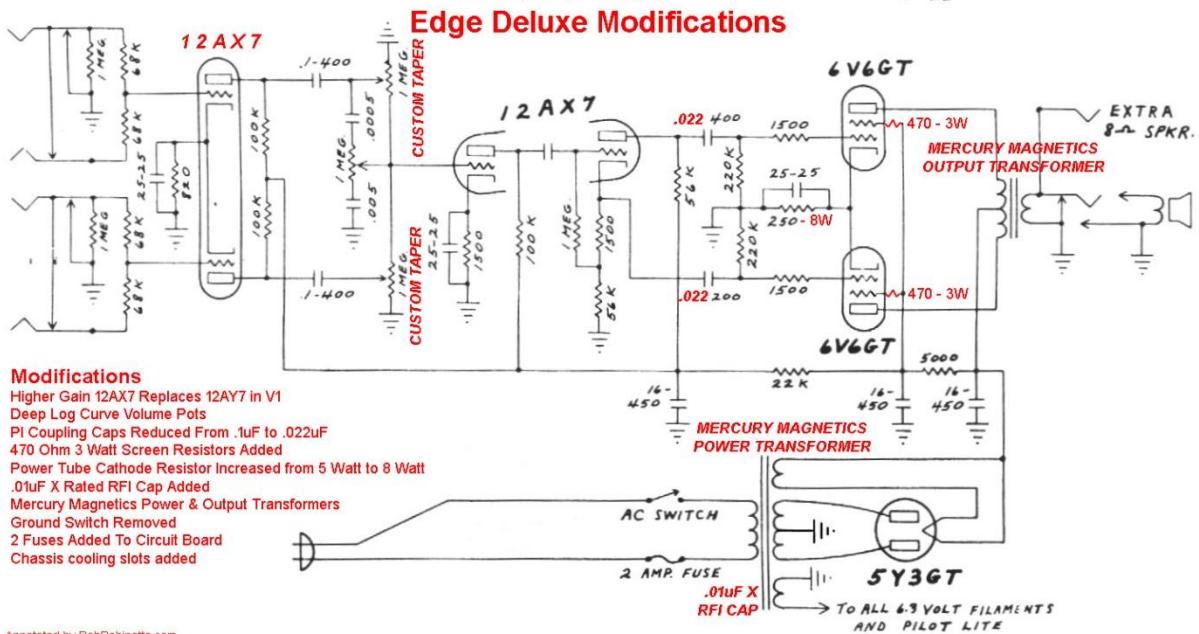 Edge Deluxe Modifications
12AX7
1 MEG.
68K
68K
25-25
820
1 MEG
68K
68K
100K
100K
.1-400
.1-400
.0005
1 MEG.
.005
1 MEG
CUSTOM TAPER
1 MEG
CUSTOM TAPER
12AX7
25-25
1500
100K
1 MEG.
1500
56K
.022 400
56K
220K
220K
.022 200
1500
1500
25-25
250 - 8W
6V6GT
470 - 3W
470 - 3W
6V6GT
MERCURY MAGNETICS
OUTPUT TRANSFORMER
EXTRA
8-Ω SPKR.
5000
22K
16-
450
16-
450
16-
450
Modifications
Higher Gain 12AX7 Replaces 12AY7 in V1
Deep Log Curve Volume Pots
PI Coupling Caps Reduced From .1uF to .022uF
470 Ohm 3 Watt Screen Resistors Added
Power Tube Cathode Resistor Increased from 5 Watt to 8 Watt
.01uF X Rated RFI Cap Added
Mercury Magnetics Power & Output Transformers
Ground Switch Removed
2 Fuses Added To Circuit Board
Chassis cooling slots added
MERCURY MAGNETICS
POWER TRANSFORMER
AC SWITCH
2 AMP. FUSE
.01uF X
RFI CAP
5Y3GT
TO ALL 6.3 VOLT FILAMENTS
AND PILOT LITE